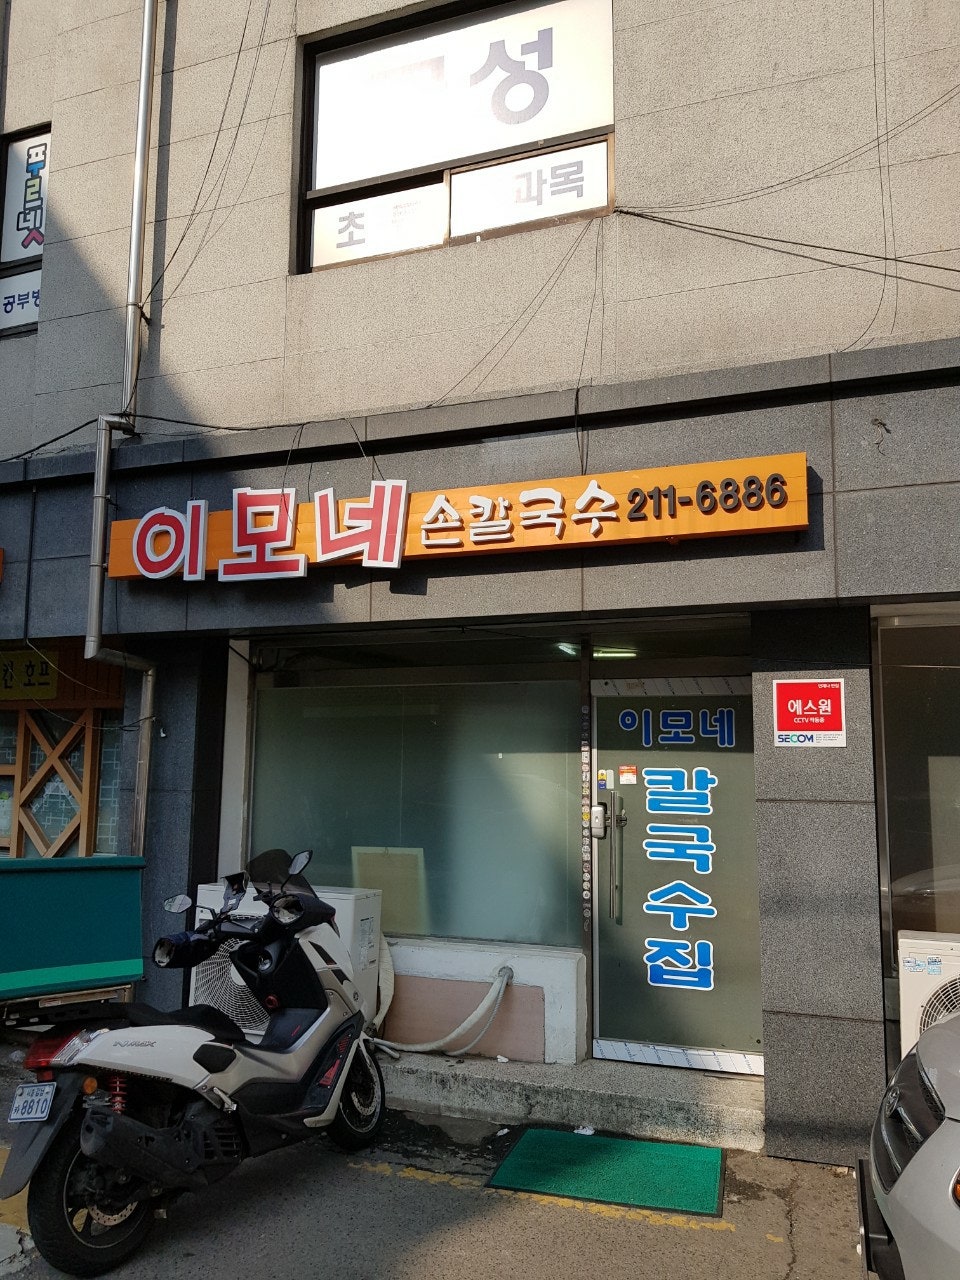 성
초
과목
푸르넷
공부방
이모네 손칼국수 211-6886
호프
이모네
칼국수집
에스원
CCTV 작동중
SECOM
NMAX
8810